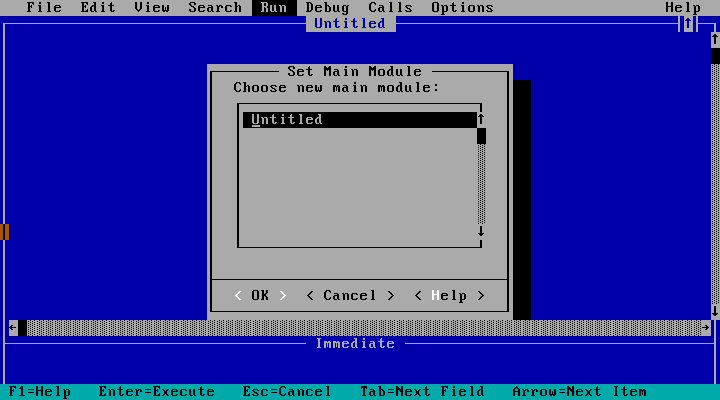 File Edit View Search Run Debug Calls Options Help
Untitled
Set Main Module
Choose new main module:
Untitled
< OK > < Cancel > < Help >
Immediate
F1=Help Enter=Execute Esc=Cancel Tab=Next Field Arrow=Next Item